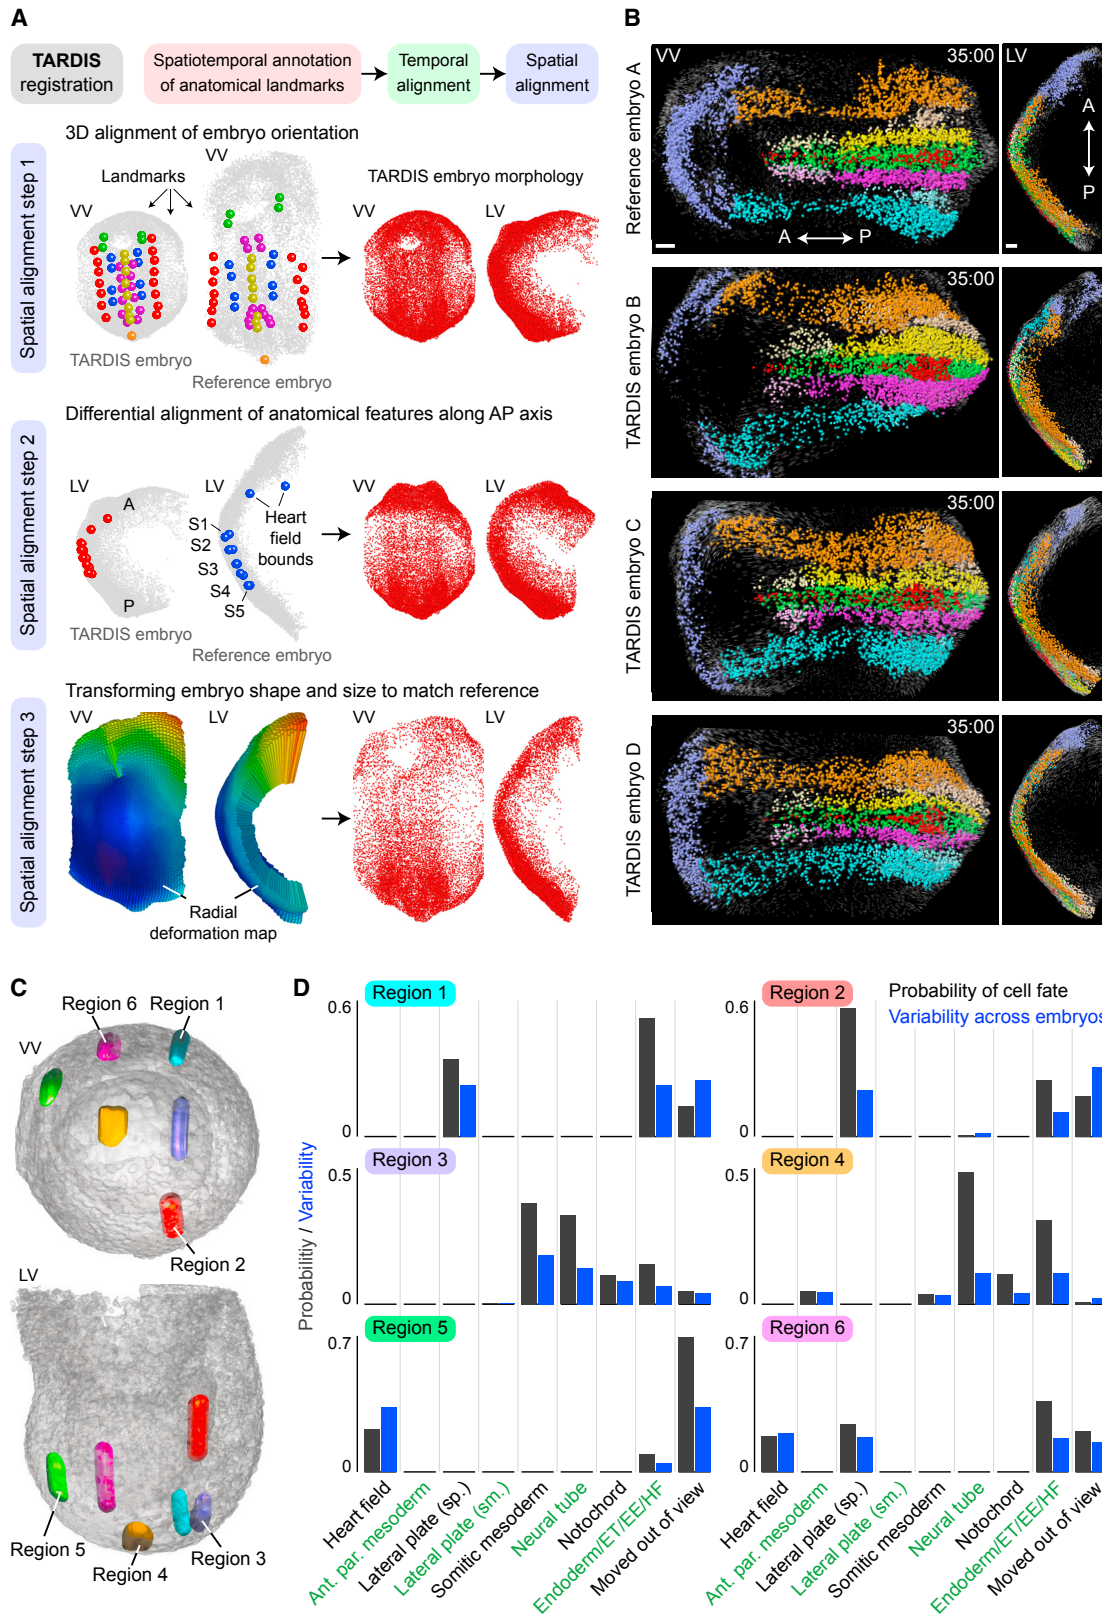 A
TARDIS
registration
Spatiotemporal annotation
of anatomical landmarks
Temporal
alignment
Spatial
alignment
Spatial alignment step 1
3D alignment of embryo orientation
VV
Landmarks
VV
TARDIS embryo
Reference embryo
TARDIS embryo morphology
VV
LV
Spatial alignment step 2
Differential alignment of anatomical features along AP axis
LV
A
P
TARDIS embryo
LV
S1
S2
S3
S4
S5
Heart
field
bounds
Reference embryo
VV
LV
Spatial alignment step 3
Transforming embryo shape and size to match reference
VV
LV
Radial
deformation map
VV
LV
B
Reference embryo A
VV
35:00
A
P
LV
A
P
TARDIS embryo B
35:00
TARDIS embryo C
35:00
TARDIS embryo D
35:00
C
Region 6
Region 1
VV
Region 2
LV
Region 5
Region 4
Region 3
D
Probabilitiy / Variability
Region 1
0.6
0
Region 2
0.6
0
Probability of cell fate
Variability across embryos
Region 3
0.5
0
Region 4
0.5
0
Region 5
0.7
0
Region 6
0.7
0
Heart field
Ant. par. mesoderm
Lateral plate (sp.)
Lateral plate (sm.)
Somitic mesoderm
Neural tube
Notochord
Endoderm/ET/EE/HF
Moved out of view
Heart field
Ant. par. mesoderm
Lateral plate (sp.)
Lateral plate (sm.)
Somitic mesoderm
Neural tube
Notochord
Endoderm/ET/EE/HF
Moved out of view